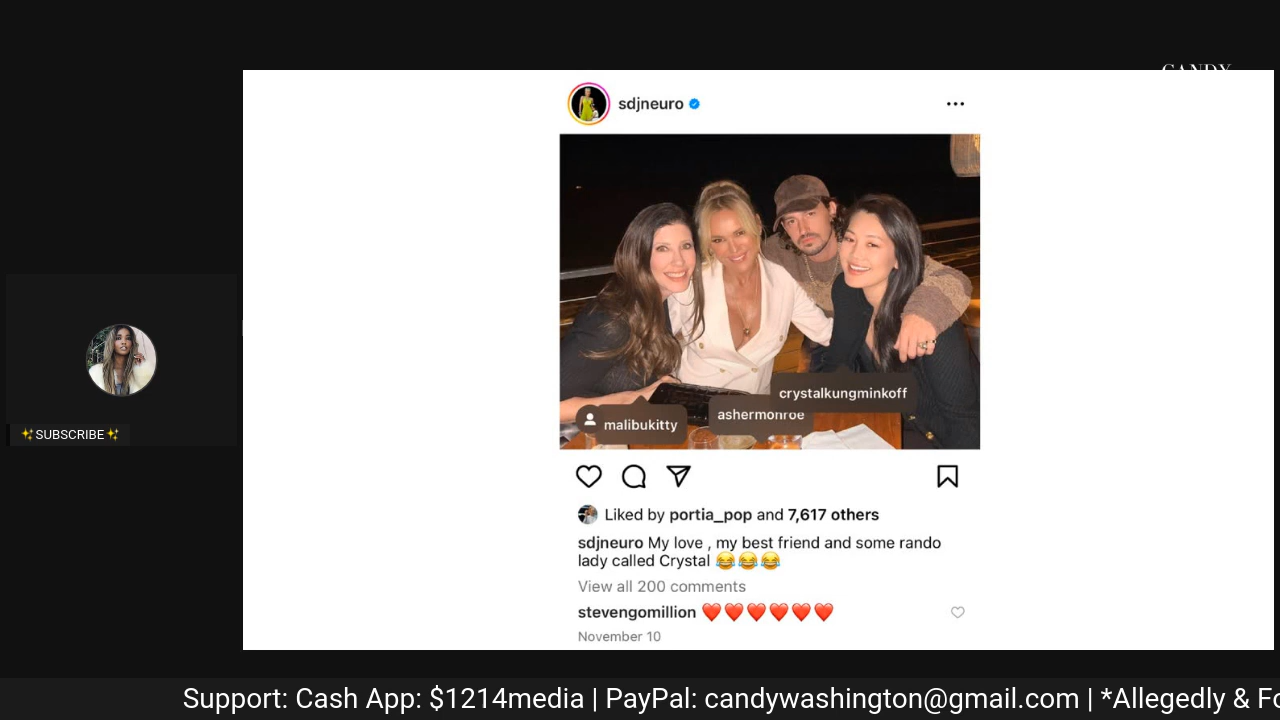 CANDY
sdjneuro
crystalkungminkoff
ashermonroe
malibukitty
Liked by portia_pop and 7,617 others
sdjneuro My love , my best friend and some rando
lady called Crystal 😂😂😂
View all 200 comments
stevengomillion ❤️❤️❤️❤️❤️❤️
November 10
✨SUBSCRIBE✨
Support: Cash App: $1214media | PayPal: candywashington@gmail.com | *Allegedly & Fo